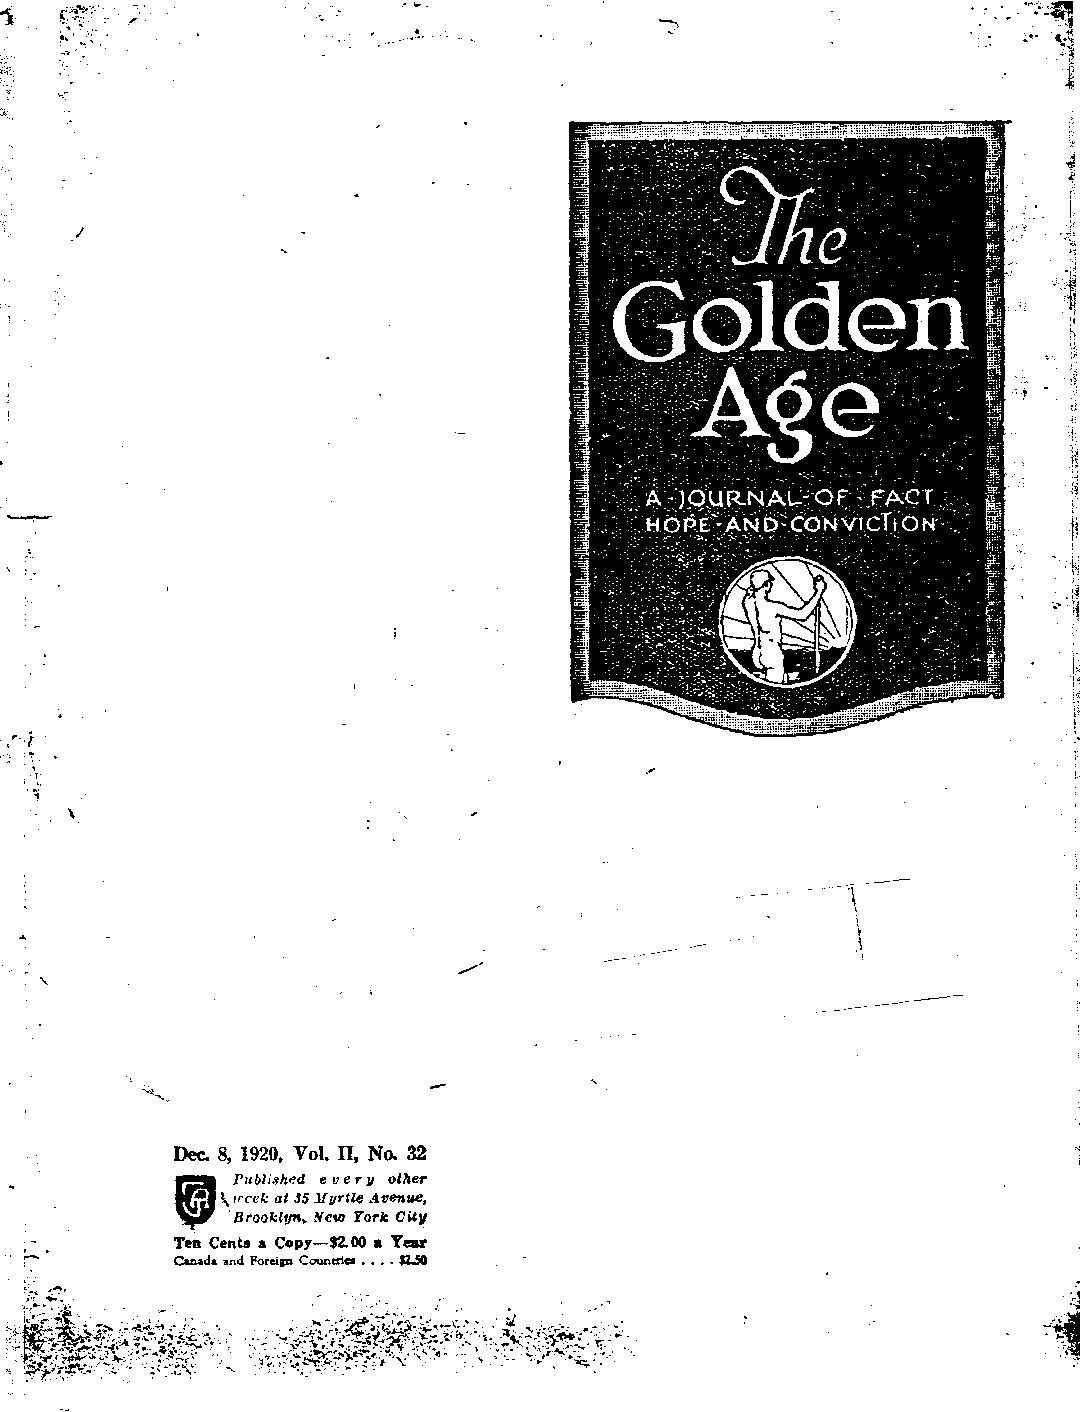 The
Golden
Age
A JOURNAL OF FACT
HOPE AND CONVICTION
Dec. 8, 1920, Vol. II, No. 32
Published every other
week at 35 Myrtle Avenue,
Brooklyn, New York City
Ten Cents a Copy—$2.00 a Year
Canada and Foreign Countries . . . . $2.50